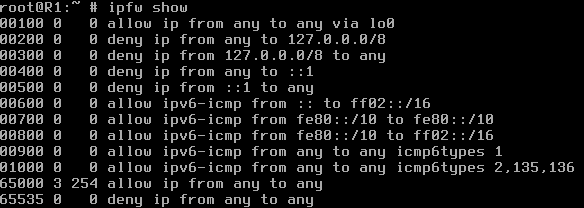 root@R1:~ # ipfw show
00100 0   0 allow ip from any to any via lo0
00200 0   0 deny ip from any to 127.0.0.0/8
00300 0   0 deny ip from 127.0.0.0/8 to any
00400 0   0 deny ip from any to ::1
00500 0   0 deny ip from ::1 to any
00600 0   0 allow ipv6-icmp from :: to ff02::/16
00700 0   0 allow ipv6-icmp from fe80::/10 to fe80::/10
00800 0   0 allow ipv6-icmp from fe80::/10 to ff02::/16
00900 0   0 allow ipv6-icmp from any to any icmp6types 1
01000 0   0 allow ipv6-icmp from any to any icmp6types 2,135,136
65000 3 254 allow ip from any to any
65535 0   0 deny ip from any to any